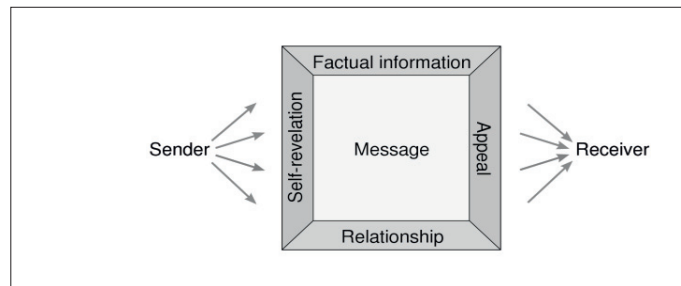 Factual information
Self-revelation
Sender
Message
Appeal
Receiver
Relationship